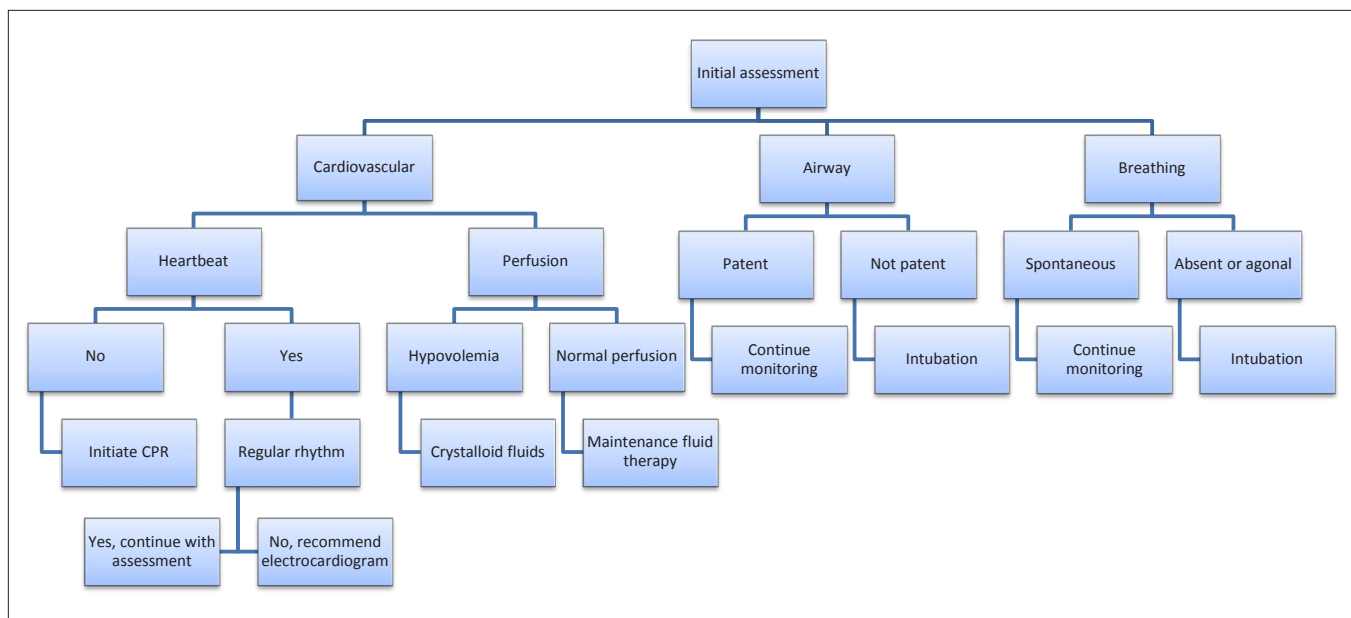 Initial assessment
Cardiovascular
Airway
Breathing
Heartbeat
Perfusion
Patent
Not patent
Spontaneous
Absent or agonal
No
Yes
Hypovolemia
Normal perfusion
Continue
monitoring
Intubation
Continue
monitoring
Intubation
Initiate CPR
Regular rhythm
Crystalloid fluids
Maintenance fluid
therapy
Yes, continue with
assessment
No, recommend
electrocardiogram